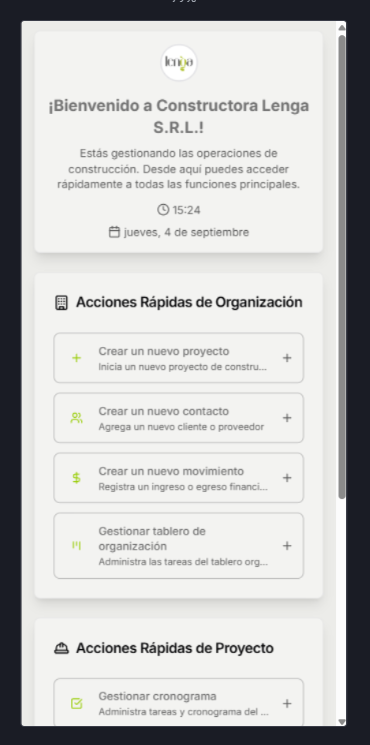 lenga
¡Bienvenido a Constructora Lenga
S.R.L.!
Estás gestionando las operaciones de
construcción. Desde aquí puedes acceder
rápidamente a todas las funciones principales.
15:24
jueves, 4 de septiembre
Acciones Rápidas de Organización
Crear un nuevo proyecto
Inicia un nuevo proyecto de constru...
Crear un nuevo contacto
Agrega un nuevo cliente o proveedor
Crear un nuevo movimiento
Registra un ingreso o egreso financi...
Gestionar tablero de
organización
Administra las tareas del tablero org...
Acciones Rápidas de Proyecto
Gestionar cronograma
Administra tareas y cronograma del ...